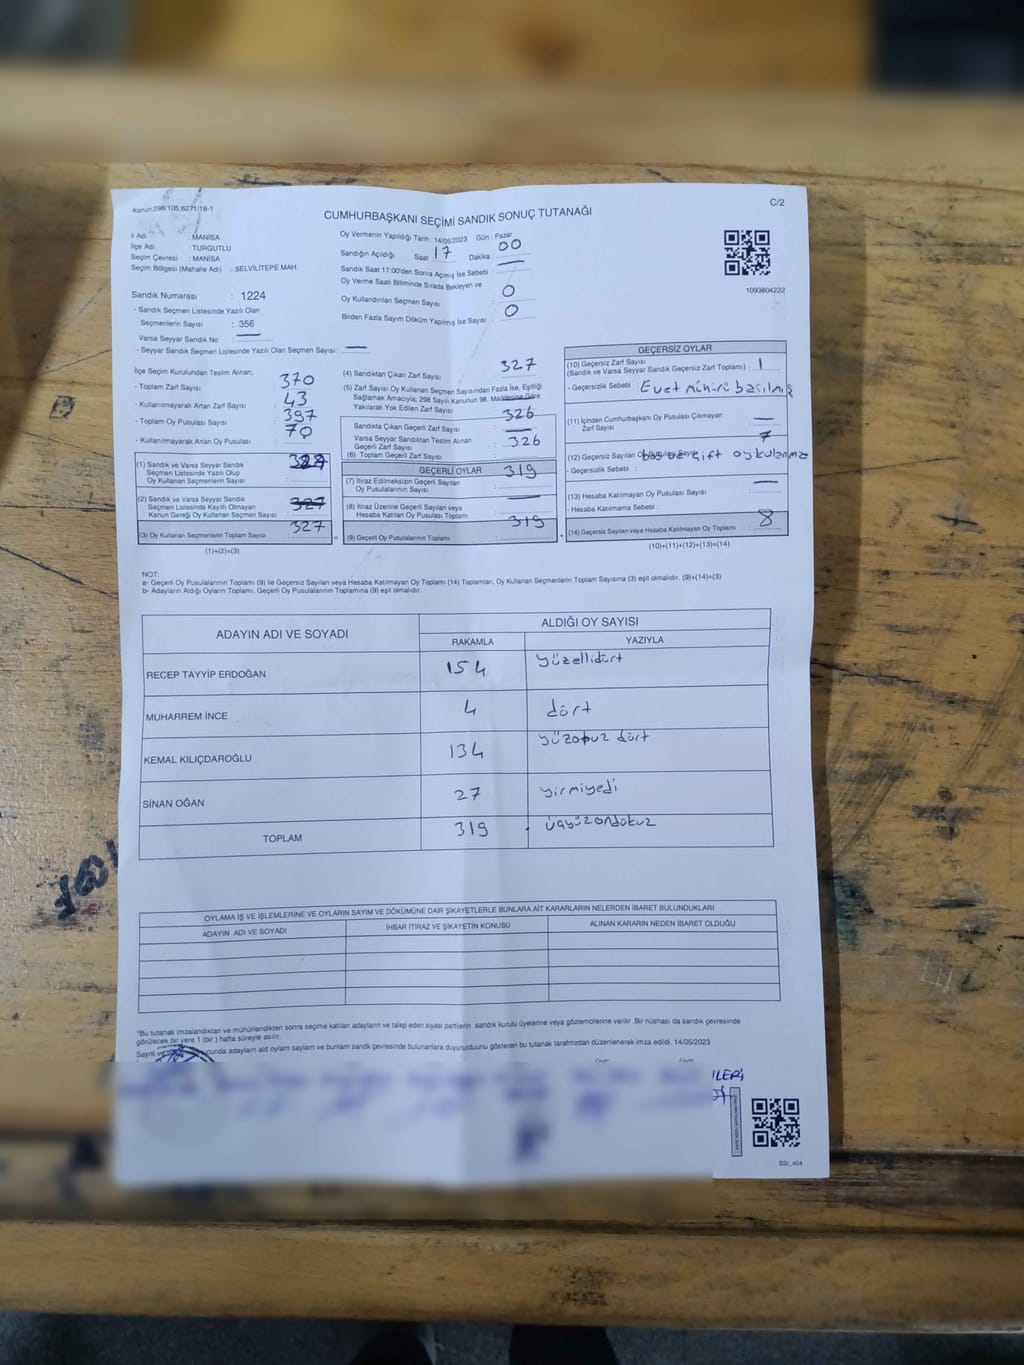 Kanun:298/105,6271/18-1
C/2
CUMHURBAŞKANI SEÇİMİ SANDIK SONUÇ TUTANAĞI
İl Adı : MANİSA
İlçe Adı : TURGUTLU
Seçim Çevresi : MANİSA
Seçim Bölgesi (Mahalle Adı) : SELVİLİTEPE MAH.
Oy Vermenin Yapıldığı Tarih : 14/05/2023 Gün : Pazar
Sandığın Açıldığı Saat 17 Dakika : 00
Sandık Saat 17:00'den Sonra Açılmış İse Sebebi :
Oy Verme Saati Bitiminde Sırada Bekleyen ve
Oy Kullandırılan Seçmen Sayısı : 0
Birden Fazla Sayım Döküm Yapılmış İse Sayısı : 0
1093804222
Sandık Numarası : 1224
- Sandık Seçmen Listesinde Yazılı Olan
Seçmenlerin Sayısı : 356
Varsa Seyyar Sandık No : —
- Seyyar Sandık Seçmen Listesinde Yazılı Olan Seçmen Sayısı: —
İlçe Seçim Kurulundan Teslim Alınan;
- Toplam Zarf Sayısı : 370
- Kullanılmayarak Artan Zarf Sayısı : 43
- Toplam Oy Pusulası Sayısı : 397
- Kullanılmayarak Artan Oy Pusulası : 70
(1) Sandık ve Varsa Seyyar Sandık
Seçmen Listesinde Yazılı Olup
Oy Kullanan Seçmen Sayısı
(2) Sandık ve Varsa Seyyar Sandık
Seçmen Listesinde Kayıtlı Olmayan
Kanun Gereği Oy Kullanan Seçmen Sayısı : 327
(3) Oy Kullanan Seçmenlerin Toplam Sayısı : 327
(1)+(2)=(3)
(4) Sandıktan Çıkan Zarf Sayısı : 327
(5) Zarf Sayısı Oy Kullanan Seçmen Sayısından Fazla İse, Eşitliği
Sağlamak Amacıyla; 298 Sayılı Kanunun 98. Maddesine Göre
Yakılarak Yok Edilen Zarf Sayısı : —
Sandıkta Çıkan Geçerli Zarf Sayısı : 326
Varsa Seyyar Sandıktan Teslim Alınan
Geçerli Zarf Sayısı : —
(6) Toplam Geçerli Zarf Sayısı : 326
GEÇERLİ OYLAR
(7) İtiraz Edilmeksizin Geçerli Sayılan
Oy Pusulalarının Sayısı : 319
(8) İtiraz Üzerine Geçerli Sayılan veya
Hesaba Katılan Oy Pusulası Toplamı : —
(9) Geçerli Oy Pusulalarının Toplamı : 319
GEÇERSİZ OYLAR
(10) Geçersiz Zarf Sayısı
(Sandık ve Varsa Seyyar Sandık Geçersiz Zarf Toplamı) : 1
- Geçersizlik Sebebi : Evet mühürü basılmış
(11) İçinden Cumhurbaşkanı Oy Pusulası Çıkmayan
Zarf Sayısı : —
(12) Geçersiz Sayılan 7
- Geçersizlik Sebebi : boş ve çift oy kullanma
(13) Hesaba Katılmayan Oy Pusulası Sayısı : —
- Hesaba Katılmama Sebebi :
(14) Geçersiz Sayılan veya Hesaba Katılmayan Oy Toplamı : 8
(10)+(11)+(12)+(13)=(14)
NOT:
a- Geçerli Oy Pusulalarının Toplamı (9) ile Geçersiz Sayılan veya Hesaba Katılmayan Oy Toplamı (14) Toplamları, Oy Kullanan Seçmenlerin Toplam Sayısına (3) eşit olmalıdır. (9)+(14)=(3)
b- Adayların Aldığı Oyların Toplamı, Geçerli Oy Pusulalarının Toplamına (9) eşit olmalıdır.
ADAYIN ADI VE SOYADI ALDIĞI OY SAYISI
RAKAMLA YAZIYLA
RECEP TAYYİP ERDOĞAN 154 yüzellidört
MUHARREM İNCE 4 dört
KEMAL KILIÇDAROĞLU 134 yüzotuz dört
SİNAN OĞAN 27 yirmiyedi
TOPLAM 319 üçyüzondokuz
OYLAMA İŞ VE İŞLEMLERİNE VE OYLARIN SAYIM VE DÖKÜMÜNE DAİR ŞİKAYETLERLE BUNLARA AİT KARARLARIN NELERDEN İBARET BULUNDUKLARI
ADAYIN ADI VE SOYADI İHBAR İTİRAZ VE ŞİKAYETİN KONUSU ALINAN KARARIN NEDEN İBARET OLDUĞU
*Bu tutanak imzalandıktan ve mühürlendikten sonra seçime katılan adayların ve talep eden siyasi partilerin sandık kurulu üyelerine veya gözlemcilerine verilir. Bir nüshası da sandık çevresinde
görülecek bir yere 1 (bir) hafta süreyle asılır.
adayların ve talep oyların sayımı ve bunların sandık çevresinde bulunanlara duyurulduğunu gösteren bu tutanak tarafımızdan düzenlenerek imza edildi. 14/05/2023
SSI_404